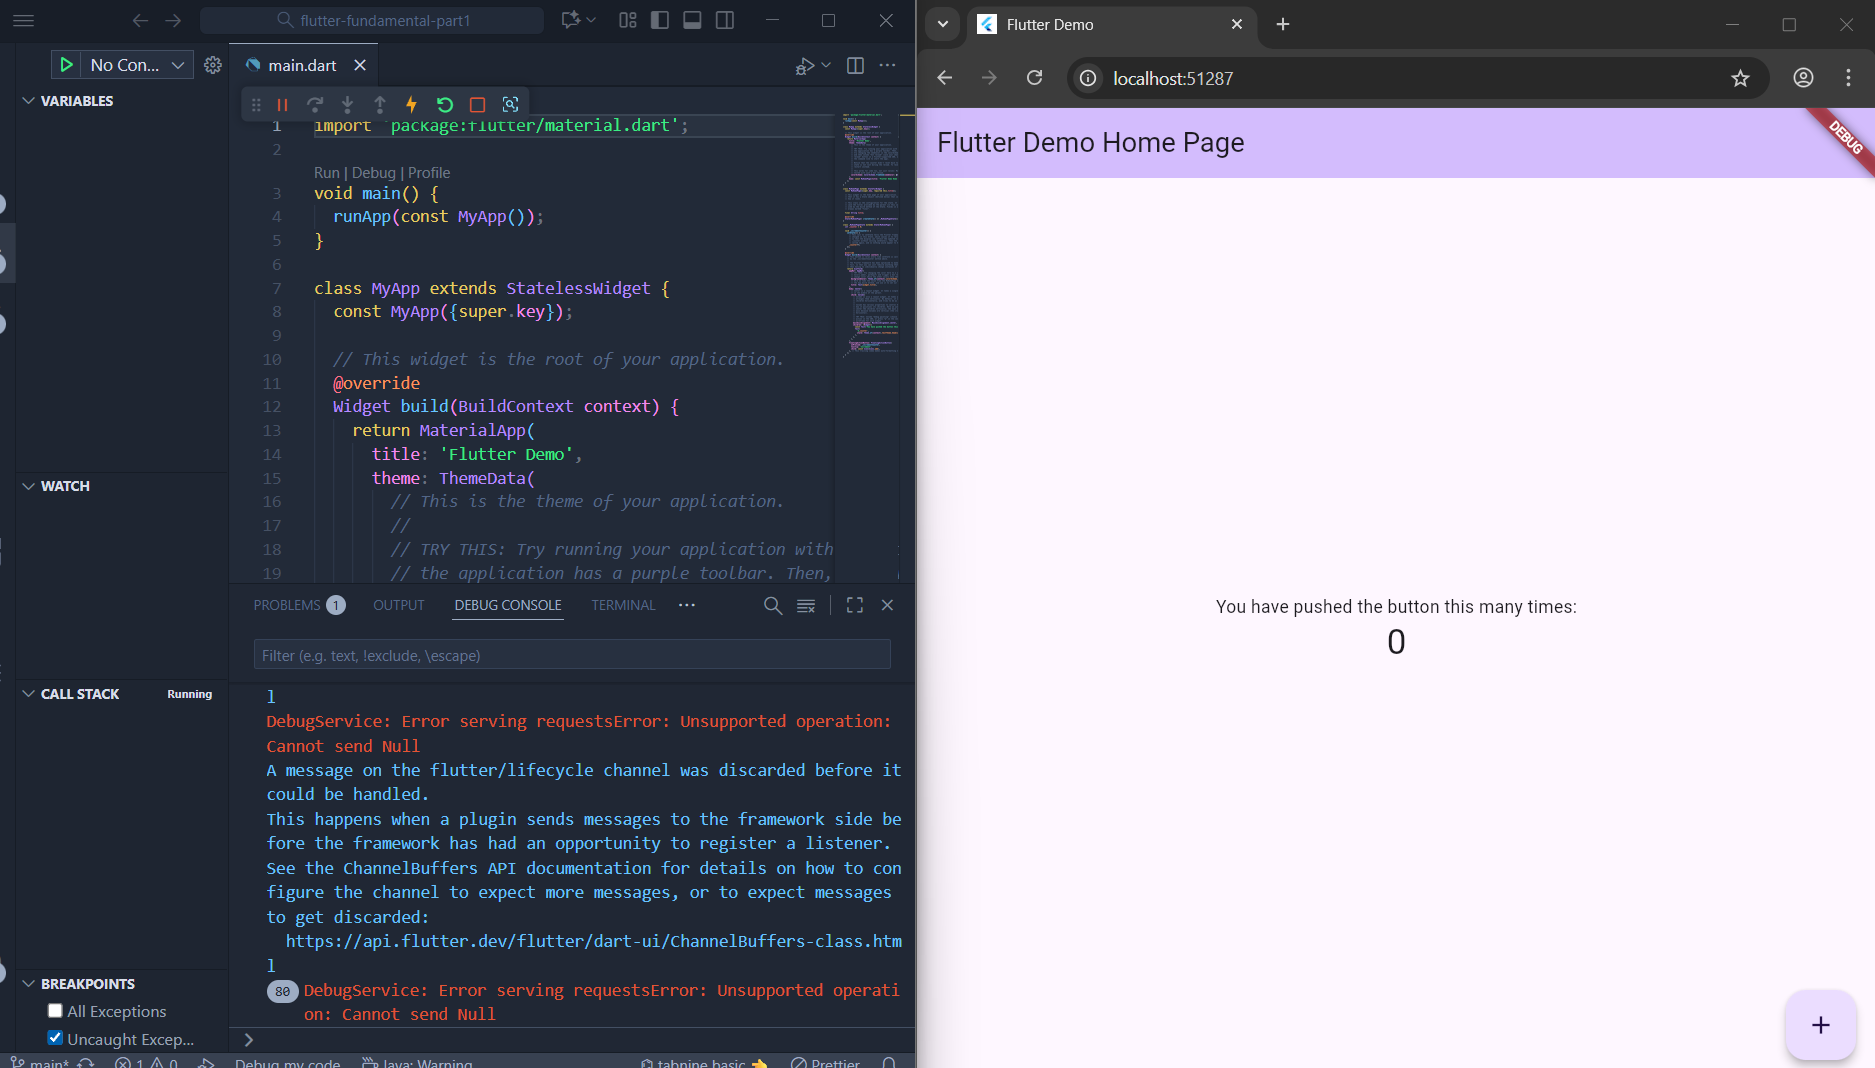 flutter-fundamental-part1
No Con...
main.dart
VARIABLES
WATCH
CALL STACK
Running
BREAKPOINTS
All Exceptions
Uncaught Excep...
1 import 'package:flutter/material.dart';
2
Run | Debug | Profile
3 void main() {
4 runApp(const MyApp());
5 }
6
7 class MyApp extends StatelessWidget {
8 const MyApp({super.key});
9
10 // This widget is the root of your application.
11 @override
12 Widget build(BuildContext context) {
13 return MaterialApp(
14 title: 'Flutter Demo',
15 theme: ThemeData(
16 // This is the theme of your application.
17 //
18 // TRY THIS: Try running your application with
19 // the application has a purple toolbar. Then,
PROBLEMS 1 OUTPUT DEBUG CONSOLE TERMINAL
Filter (e.g. text, !exclude, \escape)
l
DebugService: Error serving requestsError: Unsupported operation:
Cannot send Null
A message on the flutter/lifecycle channel was discarded before it
could be handled.
This happens when a plugin sends messages to the framework side be
fore the framework has had an opportunity to register a listener.
See the ChannelBuffers API documentation for details on how to con
figure the channel to expect more messages, or to expect messages
to get discarded:
https://api.flutter.dev/flutter/dart-ui/ChannelBuffers-class.htm
l
80 DebugService: Error serving requestsError: Unsupported operati
on: Cannot send Null
main* 1 0 Debug my code Java: Warning tabnine basic Prettier
Flutter Demo
localhost:51287
Flutter Demo Home Page
DEBUG
You have pushed the button this many times:
0